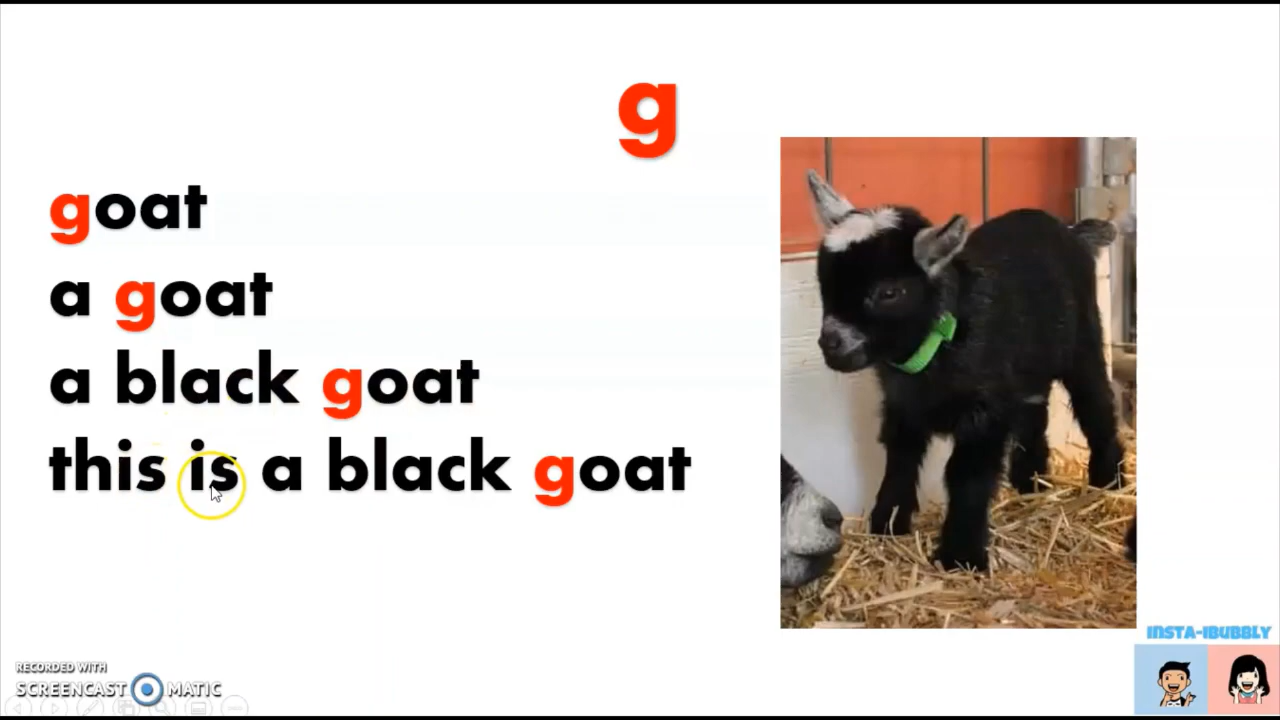 g
goat
a goat
a black goat
this is a black goat
INSTA-IBUBBLY
RECORDED WITH
SCREENCAST MATIC